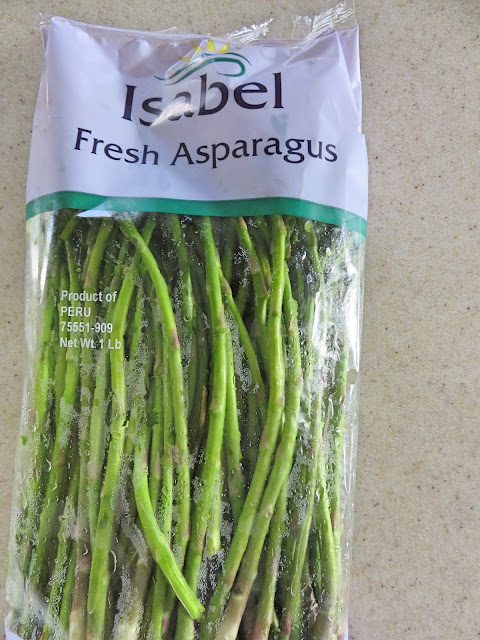 Isabel
Fresh Asparagus
Product of
PERU
75551-909
Net Wt. 1 Lb